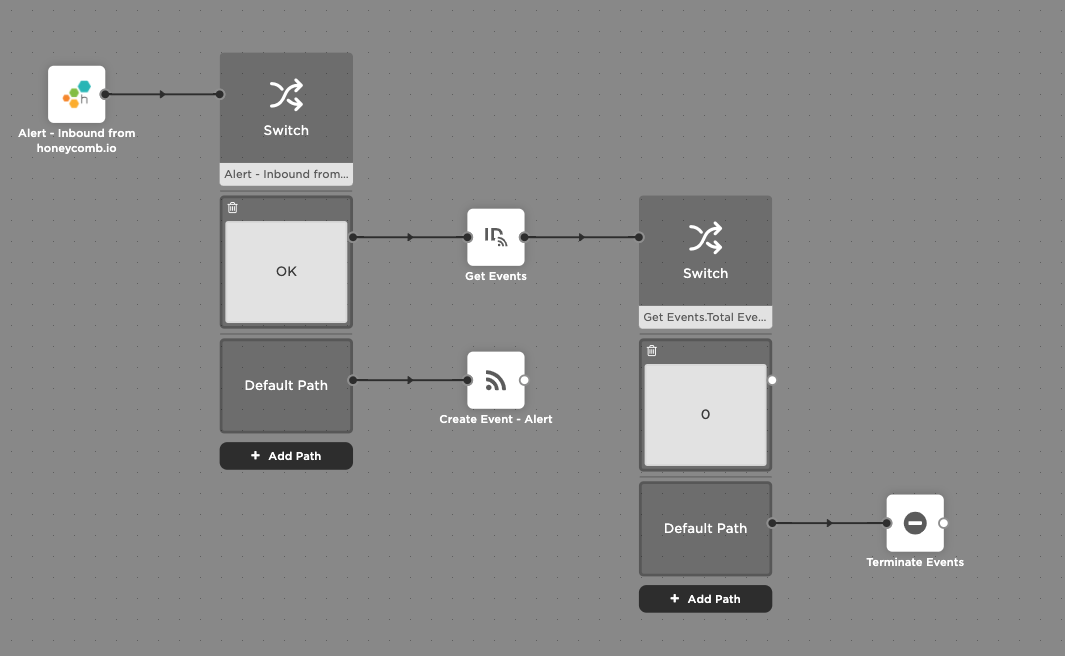 h
Alert - Inbound from
honeycomb.io
Switch
Alert - Inbound from...
OK
Default Path
+ Add Path
ID
Get Events
Create Event - Alert
Switch
Get Events.Total Eve...
0
Default Path
+ Add Path
Terminate Events